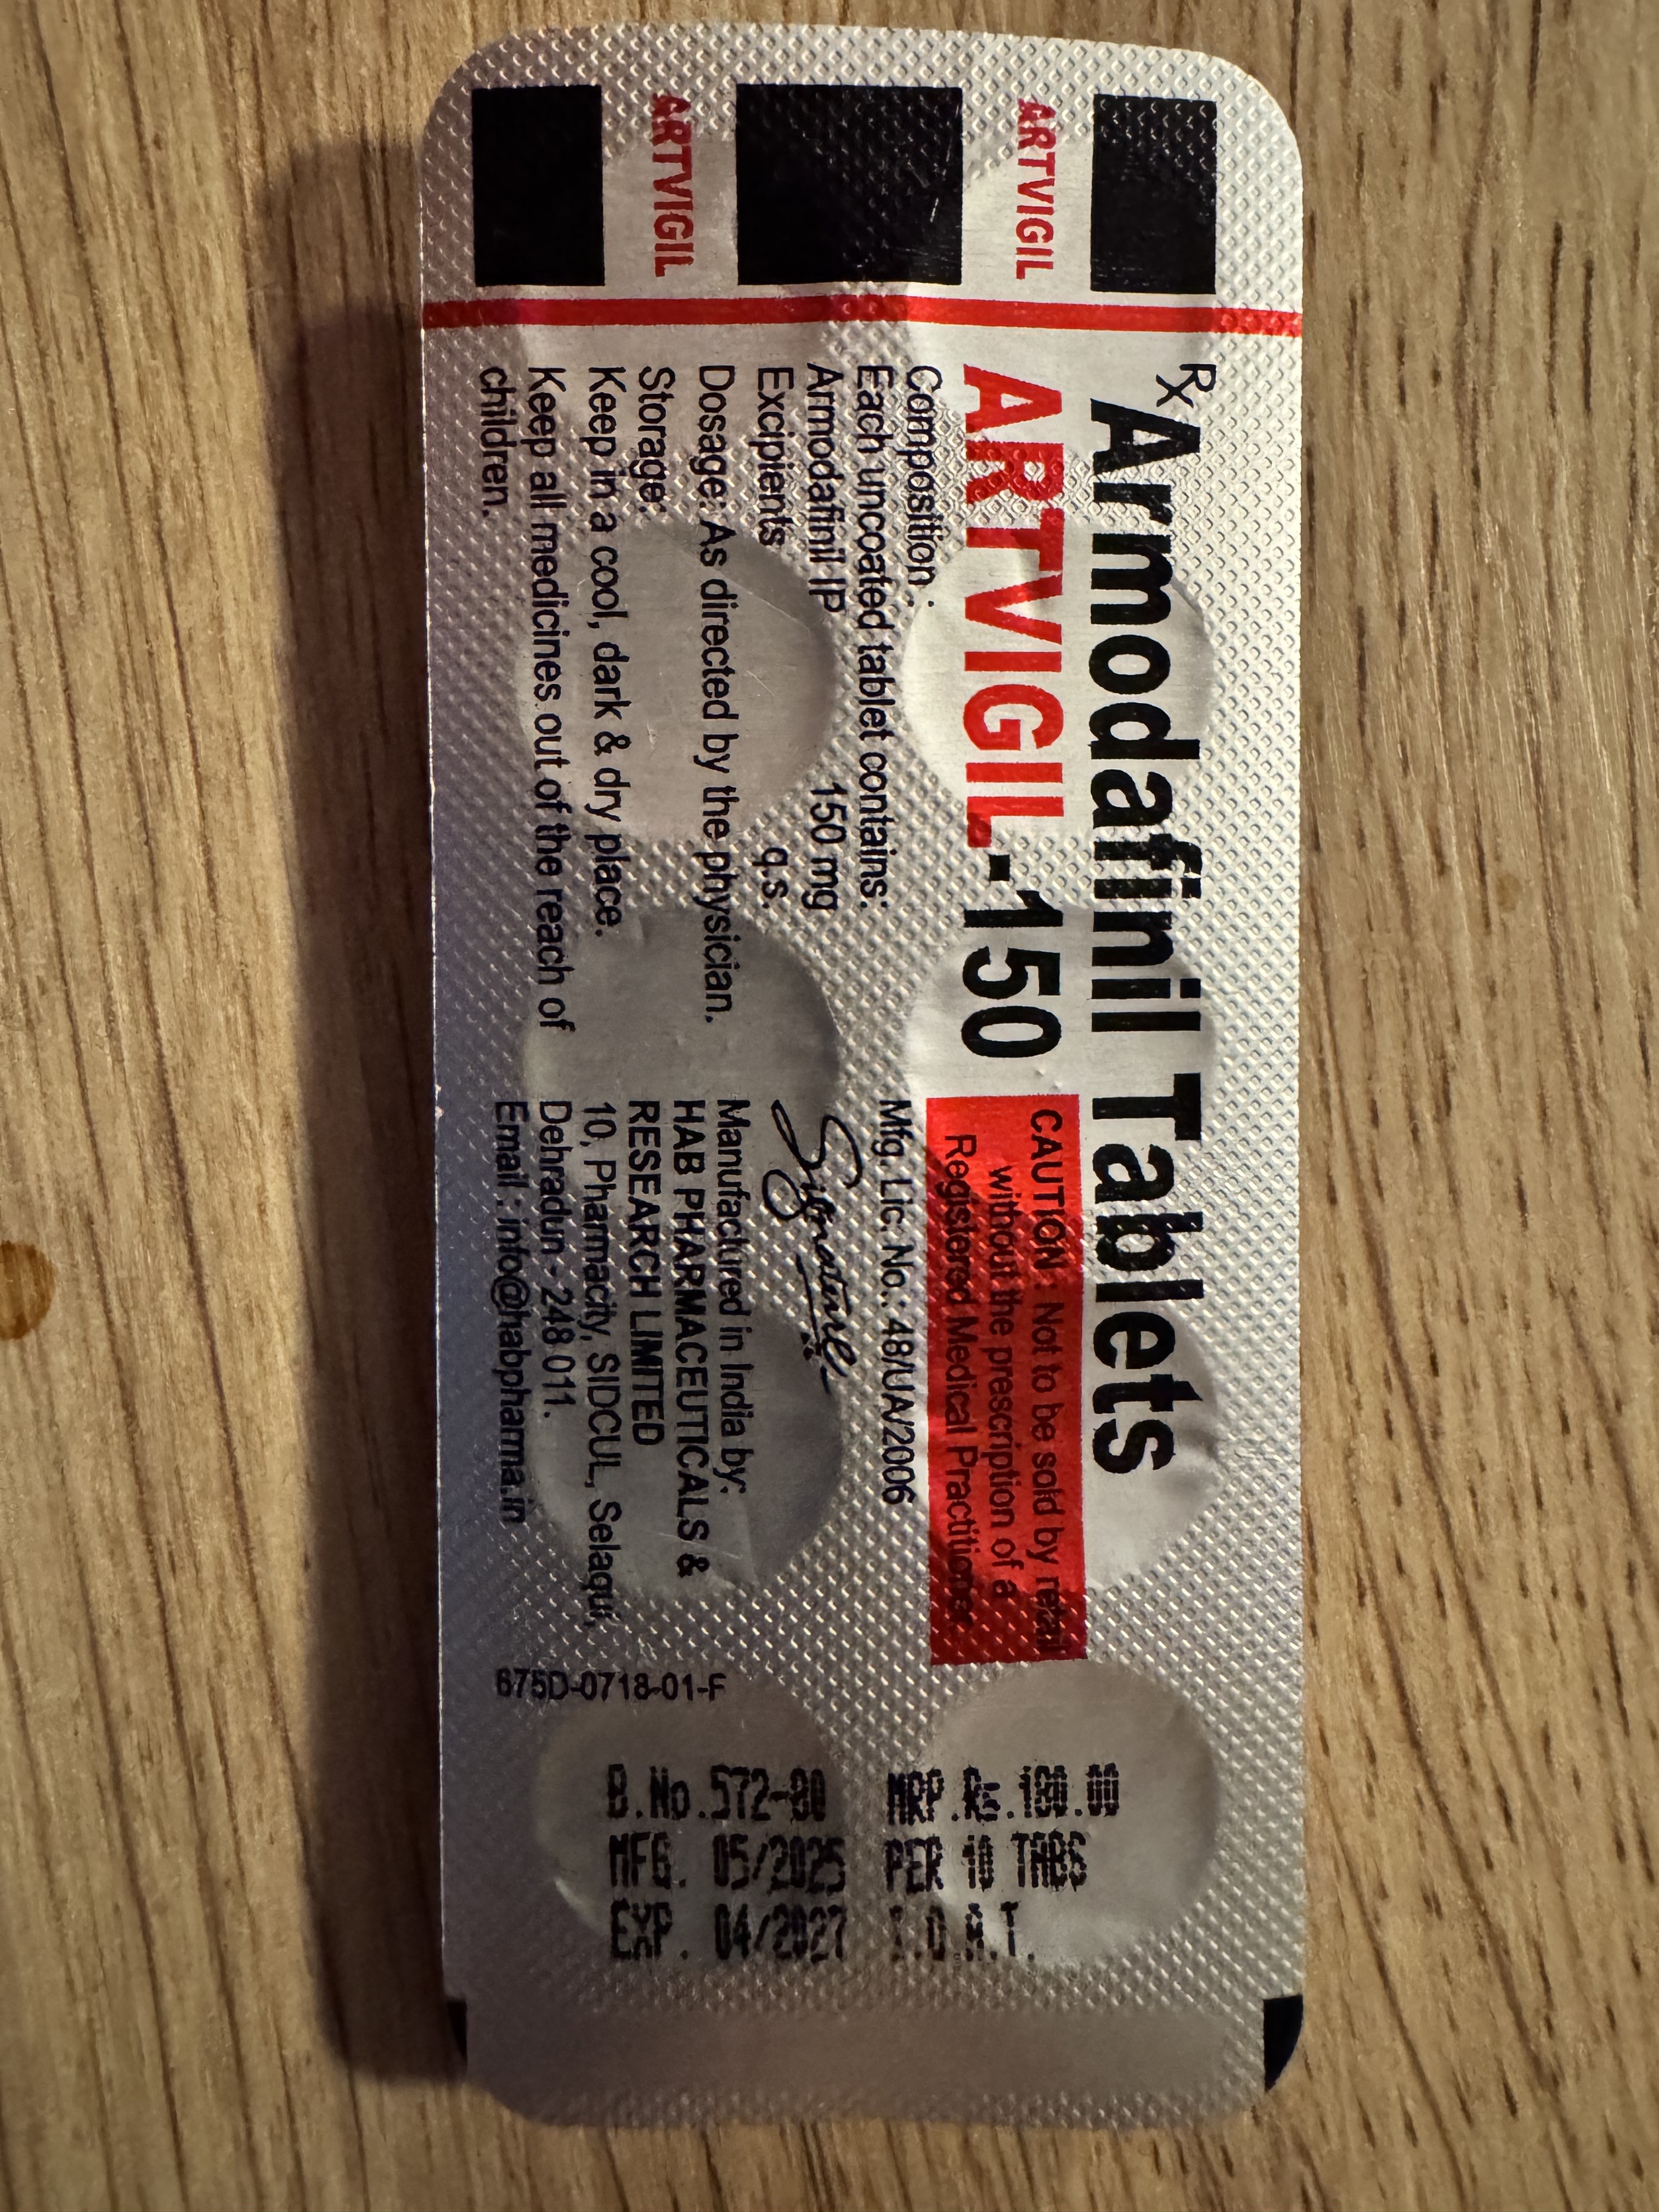 ARTVIGIL
ARTVIGIL
Rx
Armodafinil Tablets
ARTVIGIL-150
CAUTION : Not to be sold by retail
without the prescription of a
Registered Medical Practitioner.
Composition :
Each uncoated tablet contains:
Armodafinil IP 150 mg
Excipients q.s.
Dosage: As directed by the physician.
Storage:
Keep in a cool, dark & dry place.
Keep all medicines out of the reach of
children.
Mfg. Lic. No.: 48/UA/2006
Signature
Manufactured in India by:
HAB PHARMACEUTICALS &
RESEARCH LIMITED
10, Pharmacity, SIDCUL, Selaqui,
Dehradun - 248 011.
Email : info@habpharma.in
675D-0718-01-F
MRP.Rs.150.00
PER 10 TABS
I.O.A.T.
B.No.572-80
MFG. 05/2025
EXP. 04/2027